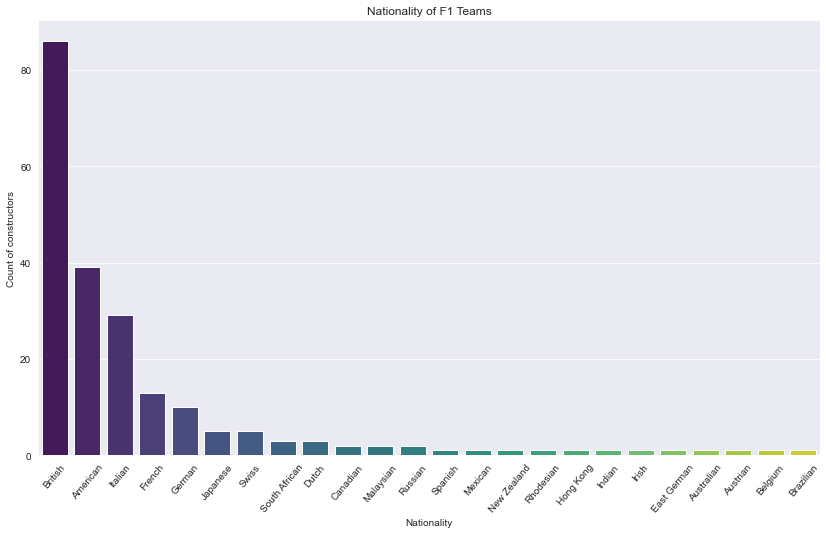 Nationality of F1 Teams
Count of constructors
80
60
40
20
0
British
American
Italian
French
German
Japanese
Swiss
South African
Dutch
Canadian
Malaysian
Russian
Spanish
Mexican
New Zealand
Rhodesian
Hong Kong
Indian
Irish
East German
Australian
Austrian
Belgium
Brazilian
Nationality